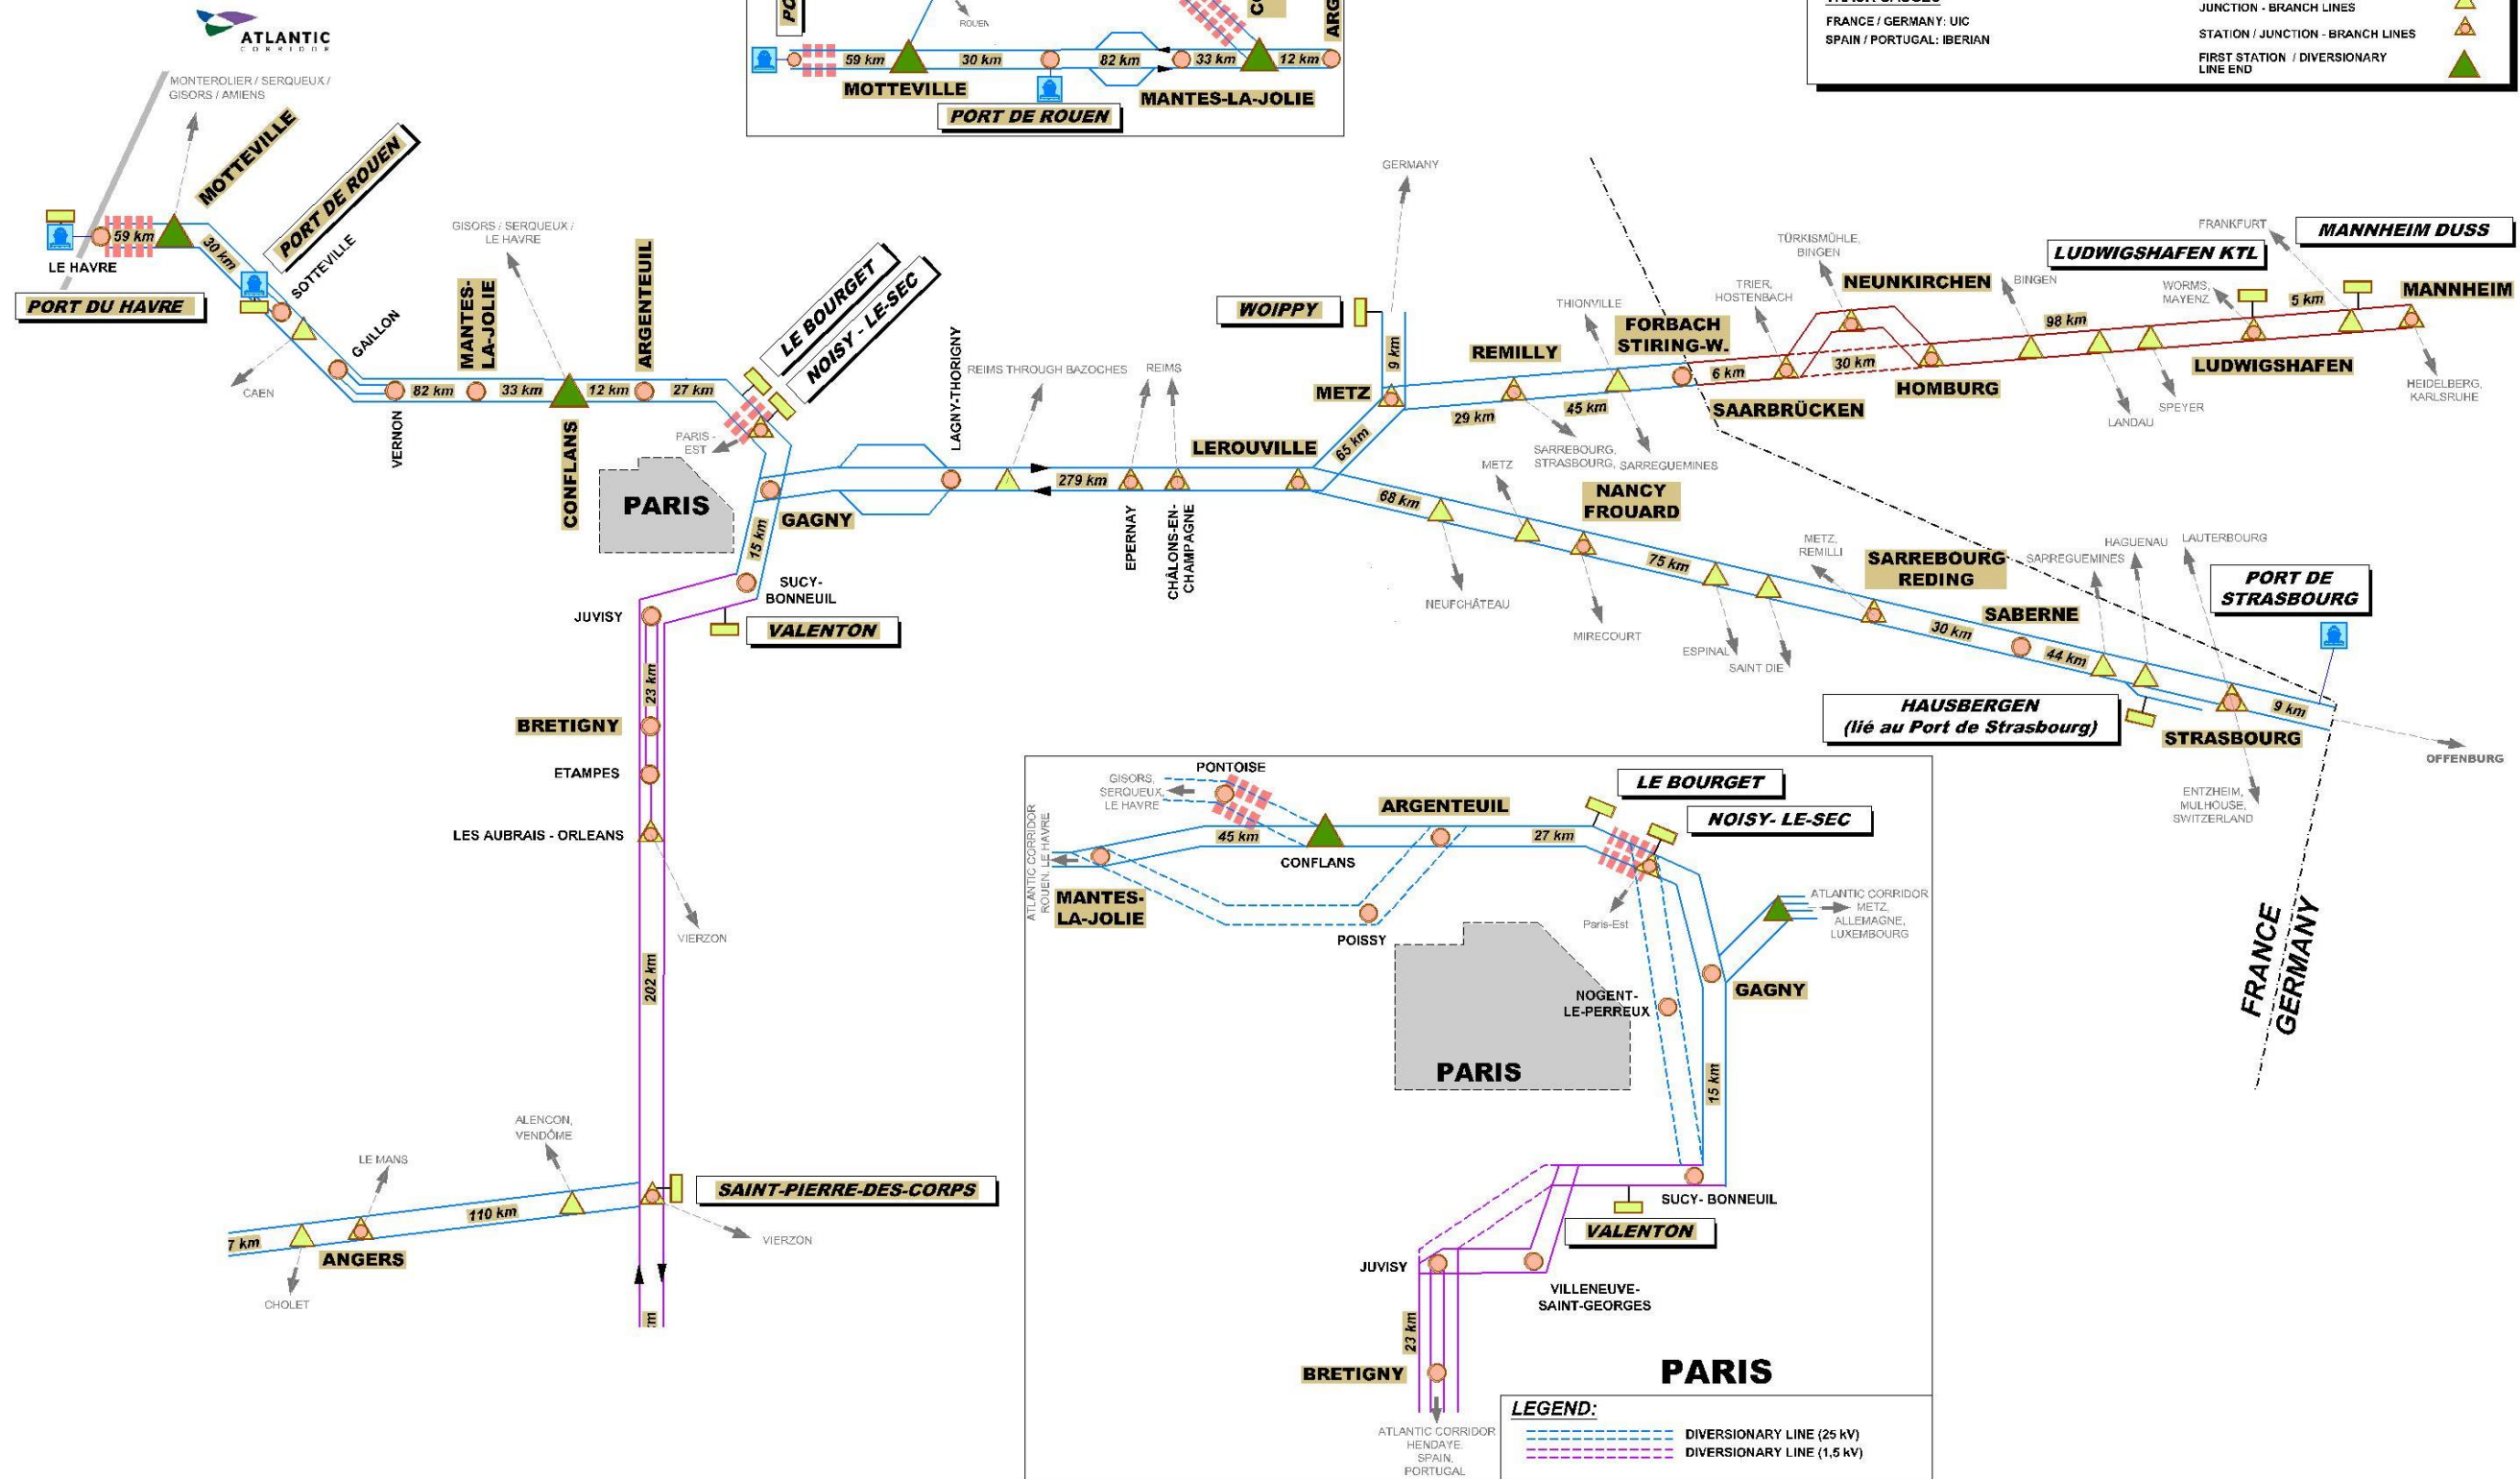 ATLANTIC
CORRIDOR
ROUEN
59 km
30 km
82 km
33 km
12 km
MOTTEVILLE
MANTES-LA-JOLIE
PORT DE ROUEN
FRANCE / GERMANY: UIC
SPAIN / PORTUGAL: IBERIAN
JUNCTION - BRANCH LINES
STATION / JUNCTION - BRANCH LINES
FIRST STATION / DIVERSIONARY
LINE END
MONTEROLIER / SERQUEUX /
GISORS / AMIENS
MOTTEVILLE
PORT DE ROUEN
SOTTEVILLE
59 km
30 km
LE HAVRE
PORT DU HAVRE
CAEN
GAILLON
VERNON
82 km
MANTES-
LA-JOLIE
33 km
GISORS / SERQUEUX /
LE HAVRE
CONFLANS
12 km
ARGENTEUIL
27 km
LE BOURGET
NOISY - LE-SEC
PARIS -
EST
PARIS
GAGNY
15 km
LAGNY-THORIGNY
REIMS THROUGH BAZOCHES
REIMS
279 km
EPERNAY
CHÂLONS-EN-
CHAMPAGNE
LEROUVILLE
65 km
GERMANY
WOIPPY
9 km
METZ
REMILLY
29 km
45 km
THIONVILLE
SARREBOURG,
STRASBOURG,
SARREGUEMINES
FORBACH
STIRING-W.
6 km
TRIER,
HOSTENBACH
SAARBRÜCKEN
TÜRKISMÜHLE,
BINGEN
NEUNKIRCHEN
30 km
HOMBURG
BINGEN
98 km
LANDAU
SPEYER
WORMS,
MAYENZ
LUDWIGSHAFEN KTL
LUDWIGSHAFEN
FRANKFURT
5 km
MANNHEIM DUSS
MANNHEIM
HEIDELBERG,
KARLSRUHE
68 km
METZ
NEUFCHÂTEAU
NANCY
FROUARD
MIRECOURT
75 km
ESPINAL
SAINT DIE
METZ,
REMILLI
SARREBOURG
REDING
30 km
SABERNE
44 km
SARREGUEMINES
HAGUENAU
LAUTERBOURG
PORT DE
STRASBOURG
HAUSBERGEN
(lié au Port de Strasbourg)
STRASBOURG
9 km
OFFENBURG
ENTZHEIM,
MULHOUSE,
SWITZERLAND
FRANCE
GERMANY
SUCY-
BONNEUIL
JUVISY
VALENTON
23 km
BRETIGNY
ETAMPES
LES AUBRAIS - ORLEANS
VIERZON
202 km
ALENCON,
VENDÔME
LE MANS
SAINT-PIERRE-DES-CORPS
110 km
7 km
ANGERS
VIERZON
CHOLET
PONTOISE
GISORS,
SERQUEUX,
LE HAVRE
ATLANTIC CORRIDOR
ROUEN, LE HAVRE
45 km
CONFLANS
ARGENTEUIL
27 km
LE BOURGET
NOISY- LE-SEC
MANTES-
LA-JOLIE
POISSY
Paris-Est
ATLANTIC CORRIDOR
METZ,
ALLEMAGNE,
LUXEMBOURG
GAGNY
NOGENT-
LE-PERREUX
PARIS
15 km
SUCY- BONNEUIL
VALENTON
JUVISY
VILLENEUVE-
SAINT-GEORGES
23 km
BRETIGNY
PARIS
ATLANTIC CORRIDOR
HENDAYE,
SPAIN,
PORTUGAL
LEGEND:
DIVERSIONARY LINE (25 kV)
DIVERSIONARY LINE (1,5 kV)